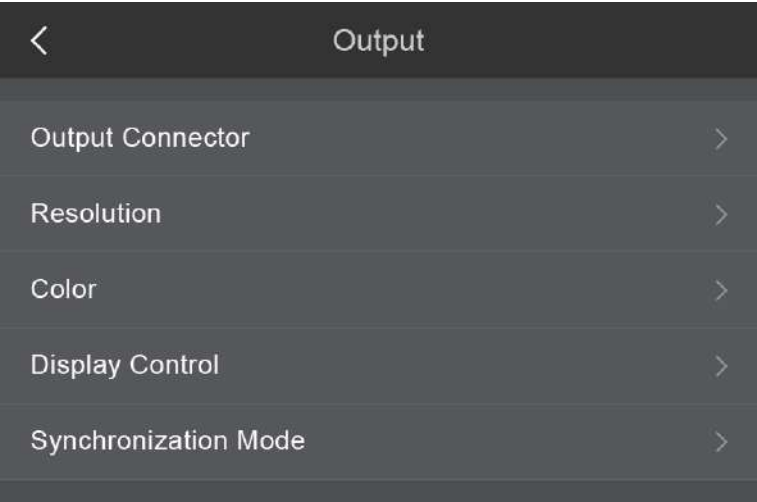 Output
Output Connector
Resolution
Color
Display Control
Synchronization Mode